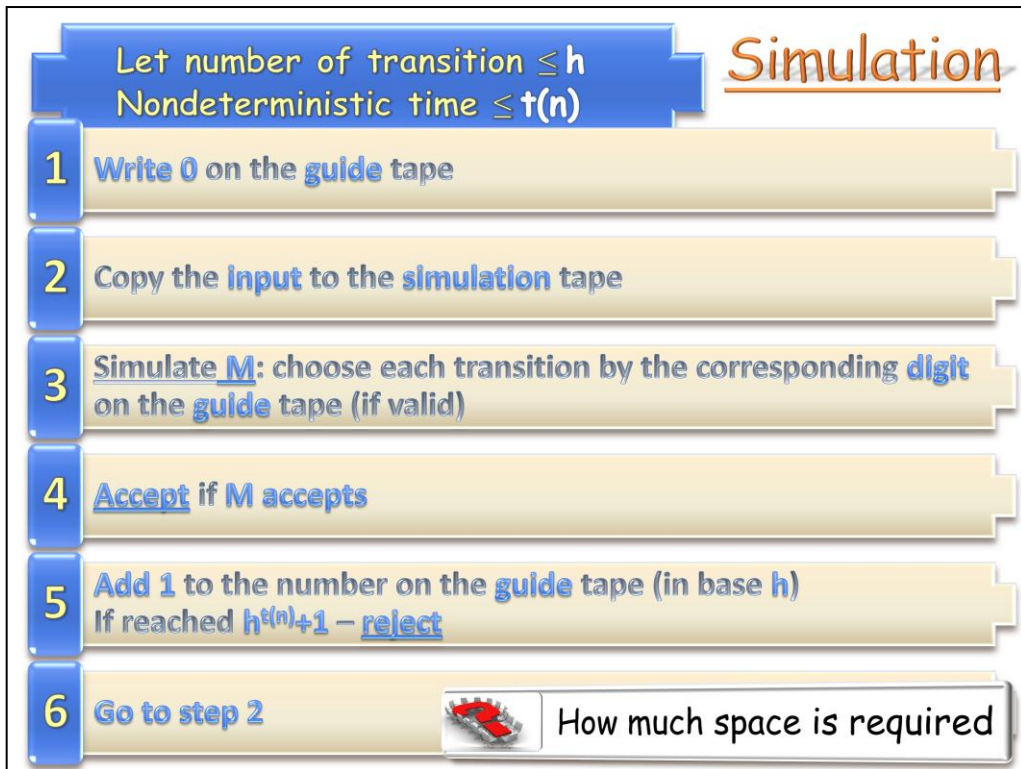 Let number of transition ≤ h
Nondeterministic time ≤ t(n)
Simulation
1
Write 0 on the guide tape
2
Copy the input to the simulation tape
3
Simulate M: choose each transition by the corresponding digit
on the guide tape (if valid)
4
Accept if M accepts
5
Add 1 to the number on the guide tape (in base h)
If reached h^t(n)+1 – reject
6
Go to step 2
How much space is required